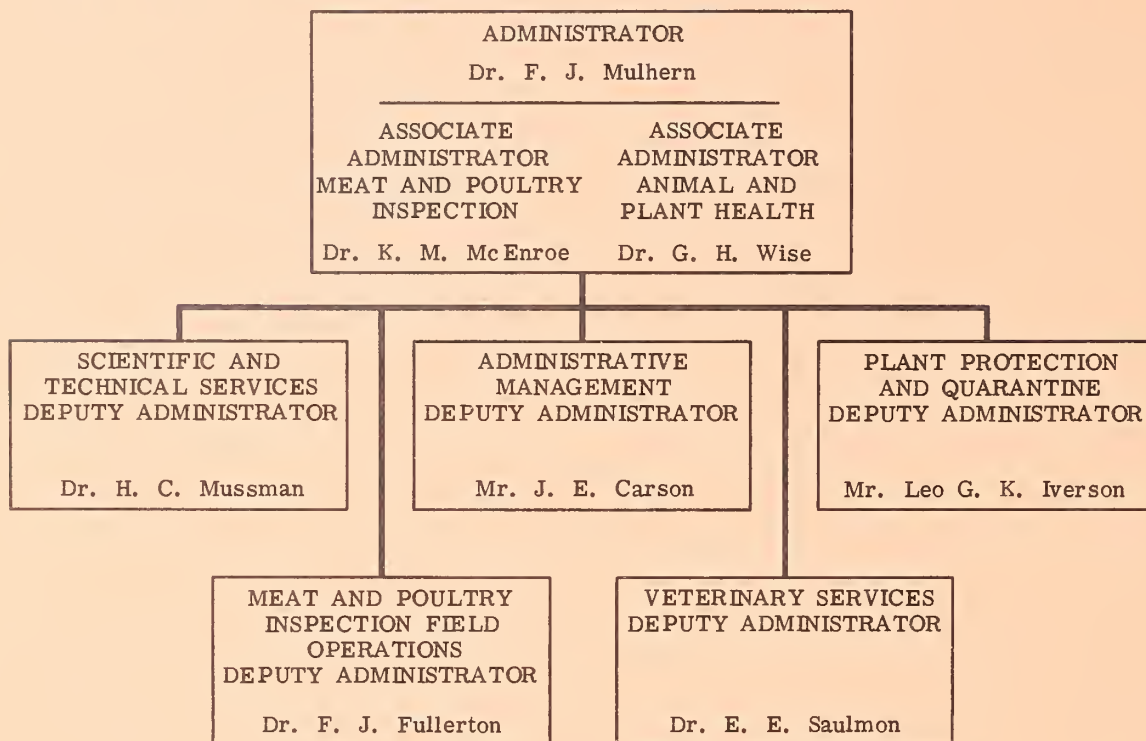 ADMINISTRATOR
Dr. F. J. Mulhern
ASSOCIATE
ADMINISTRATOR
MEAT AND POULTRY
INSPECTION
Dr. K. M. McEnroe
ASSOCIATE
ADMINISTRATOR
ANIMAL AND
PLANT HEALTH
Dr. G. H. Wise
SCIENTIFIC AND
TECHNICAL SERVICES
DEPUTY ADMINISTRATOR
Dr. H. C. Mussman
ADMINISTRATIVE
MANAGEMENT
DEPUTY ADMINISTRATOR
Mr. J. E. Carson
PLANT PROTECTION
AND QUARANTINE
DEPUTY ADMINISTRATOR
Mr. Leo G. K. Iverson
MEAT AND POULTRY
INSPECTION FIELD
OPERATIONS
DEPUTY ADMINISTRATOR
Dr. F. J. Fullerton
VETERINARY SERVICES
DEPUTY ADMINISTRATOR
Dr. E. E. Saulmon